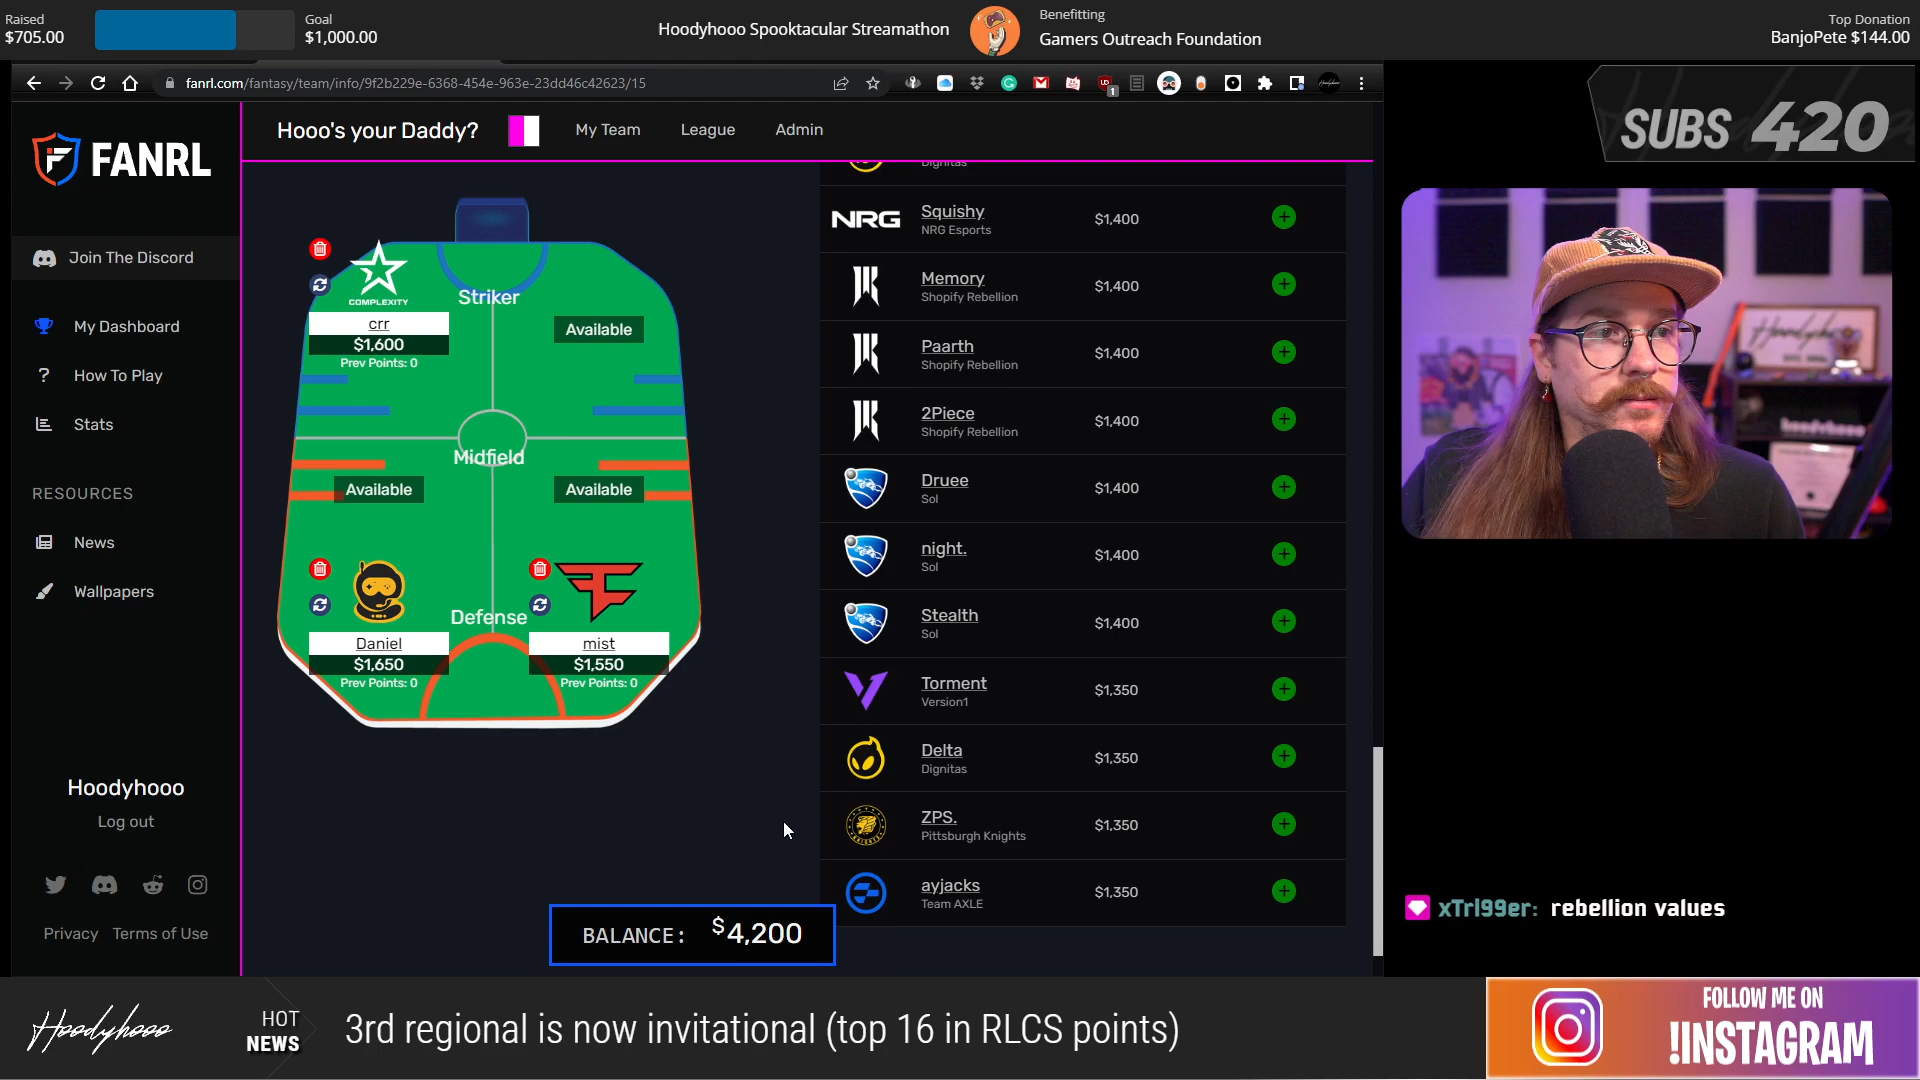 Raised
$705.00
Goal
$1,000.00
Hoodyhooo Spooktacular Streamathon
Benefitting
Gamers Outreach Foundation
Top Donation
BanjoPete $144.00
fanrl.com/fantasy/team/info/9f2b229e-6368-454e-963e-23dd46c42623/15
1
FANRL
Hooo's your Daddy?
My Team
League
Admin
SUBS 420
Join The Discord
My Dashboard
? How To Play
Stats
RESOURCES
News
Wallpapers
Hoodyhooo
Log out
Privacy
Terms of Use
COMPLEXITY
Striker
crr
$1,600
Prev Points: 0
Available
Midfield
Available
Available
Defense
Daniel
$1,650
Prev Points: 0
mist
$1,550
Prev Points: 0
BALANCE: $4,200
Dignitas
NRG
Squishy
NRG Esports
$1,400
Memory
Shopify Rebellion
$1,400
Paarth
Shopify Rebellion
$1,400
2Piece
Shopify Rebellion
$1,400
Druee
Sol
$1,400
night.
Sol
$1,400
Stealth
Sol
$1,400
Torment
Version1
$1,350
Delta
Dignitas
$1,350
ZPS.
Pittsburgh Knights
$1,350
ayjacks
Team AXLE
$1,350
xTrl99er: rebellion values
Hoodyhooo
HOT
NEWS
3rd regional is now invitational (top 16 in RLCS points)
FOLLOW ME ON
!INSTAGRAM